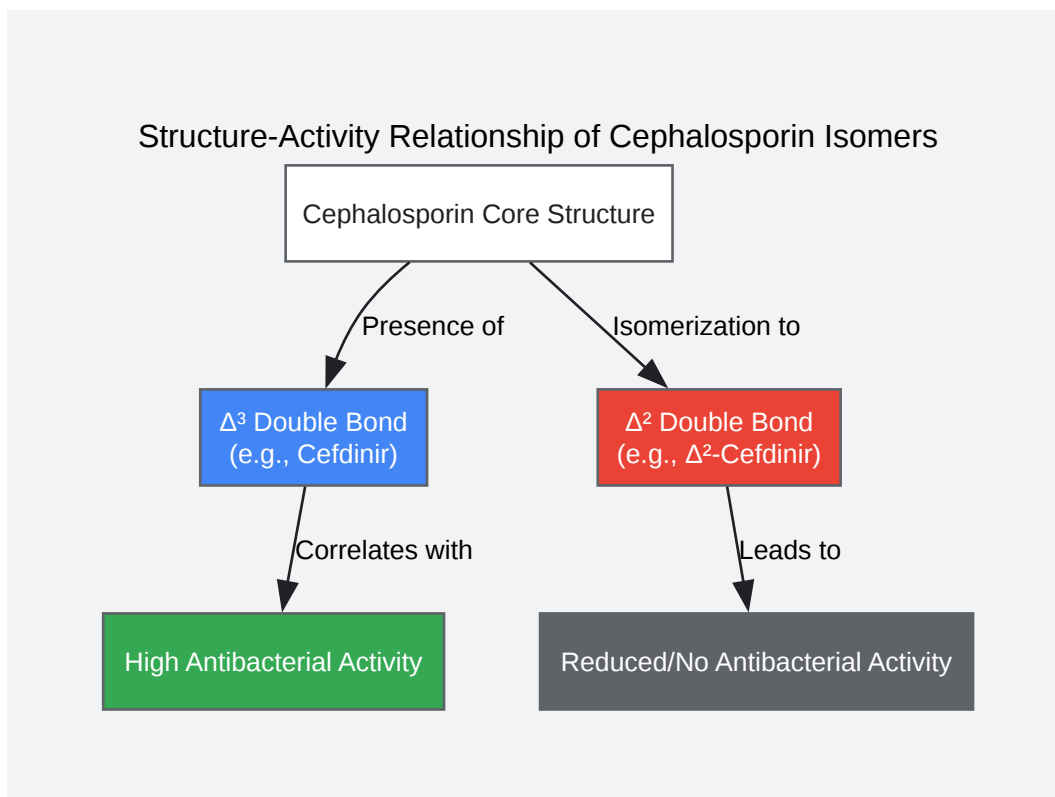 Structure-Activity Relationship of Cephalosporin Isomers
Cephalosporin Core Structure
Presence of
Isomerization to
Δ³ Double Bond
(e.g., Cefdinir)
Δ² Double Bond
(e.g., Δ²-Cefdinir)
Correlates with
Leads to
High Antibacterial Activity
Reduced/No Antibacterial Activity